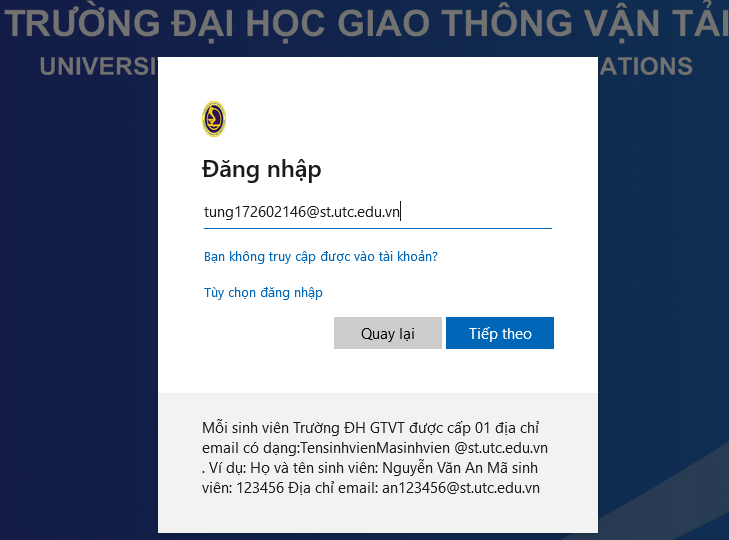 TRƯỜNG ĐẠI HỌC GIAO THÔNG VẬN TẢI
ATIONS
Đăng nhập
tung172602146@st.utc.edu.vn
Bạn không truy cập được vào tài khoản?
Tùy chọn đăng nhập
Quay lại
Tiếp theo
Mỗi sinh viên Trường ĐH GTVT được cấp 01 địa chỉ
email có dạng:TensinhvienMasinhvien @st.utc.edu.vn
. Ví dụ: Họ và tên sinh viên: Nguyễn Văn An Mã sinh
viên: 123456 Địa chỉ email: an123456@st.utc.edu.vn